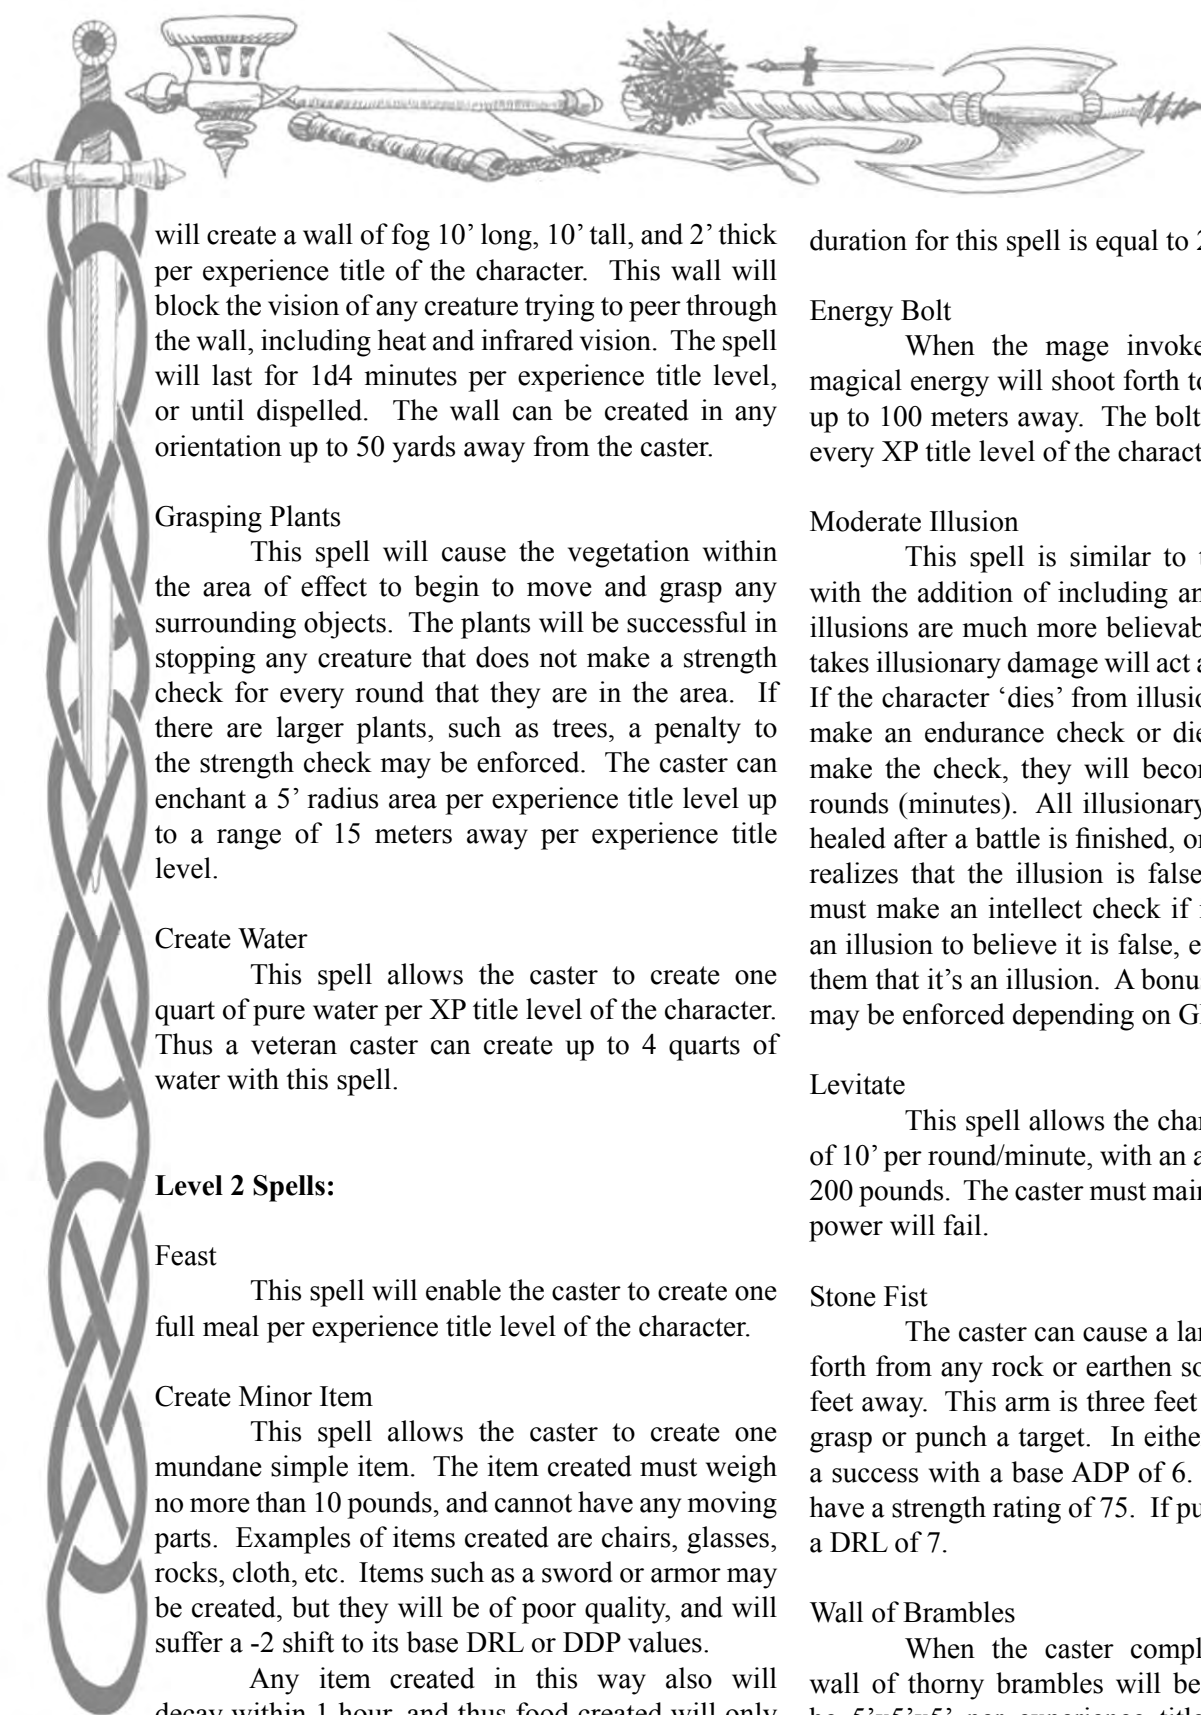 will create a wall of fog 10’ long, 10’ tall, and 2’ thick
per experience title of the character.  This wall will
block the vision of any creature trying to peer through
the wall, including heat and infrared vision.  The spell
will last for 1d4 minutes per experience title level,
or until dispelled.  The wall can be created in any
orientation up to 50 yards away from the caster.

Grasping Plants
This spell will cause the vegetation within
the area of effect to begin to move and grasp any
surrounding objects.  The plants will be successful in
stopping any creature that does not make a strength
check for every round that they are in the area.  If
there are larger plants, such as trees, a penalty to
the strength check may be enforced.  The caster can
enchant a 5’ radius area per experience title level up
to a range of 15 meters away per experience title
level.

Create Water
This spell allows the caster to create one
quart of pure water per XP title level of the character.
Thus a veteran caster can create up to 4 quarts of
water with this spell.

Level 2 Spells:

Feast
This spell will enable the caster to create one
full meal per experience title level of the character.

Create Minor Item
This spell allows the caster to create one
mundane simple item.  The item created must weigh
no more than 10 pounds, and cannot have any moving
parts.  Examples of items created are chairs, glasses,
rocks, cloth, etc.  Items such as a sword or armor may
be created, but they will be of poor quality, and will
suffer a -2 shift to its base DRL or DDP values.
Any item created in this way also will
decay within 1 hour, and thus food created will only

duration for this spell is equal to

Energy Bolt
When the mage
magical energy will shoot forth
up to 100 meters away.  The bolt
every XP title level of the

Moderate Illusion
This spell is similar to
with the addition of including
illusions are much more
takes illusionary damage will act
If the character ‘dies’ from
make an endurance check or
make the check, they will
rounds (minutes).  All illusionary
healed after a battle is finished,
realizes that the illusion is
must make an intellect check if
an illusion to believe it is false,
them that it’s an illusion.  A
may be enforced depending on

Levitate
This spell allows the
of 10’ per round/minute, with an
200 pounds.  The caster must
power will fail.

Stone Fist
The caster can cause a
forth from any rock or earthen
feet away.  This arm is three feet
grasp or punch a target.  In
a success with a base ADP of 6.
have a strength rating of 75.  If
a DRL of 7.

Wall of Brambles
When the caster
wall of thorny brambles will
be 5’x5’x5’ per experience